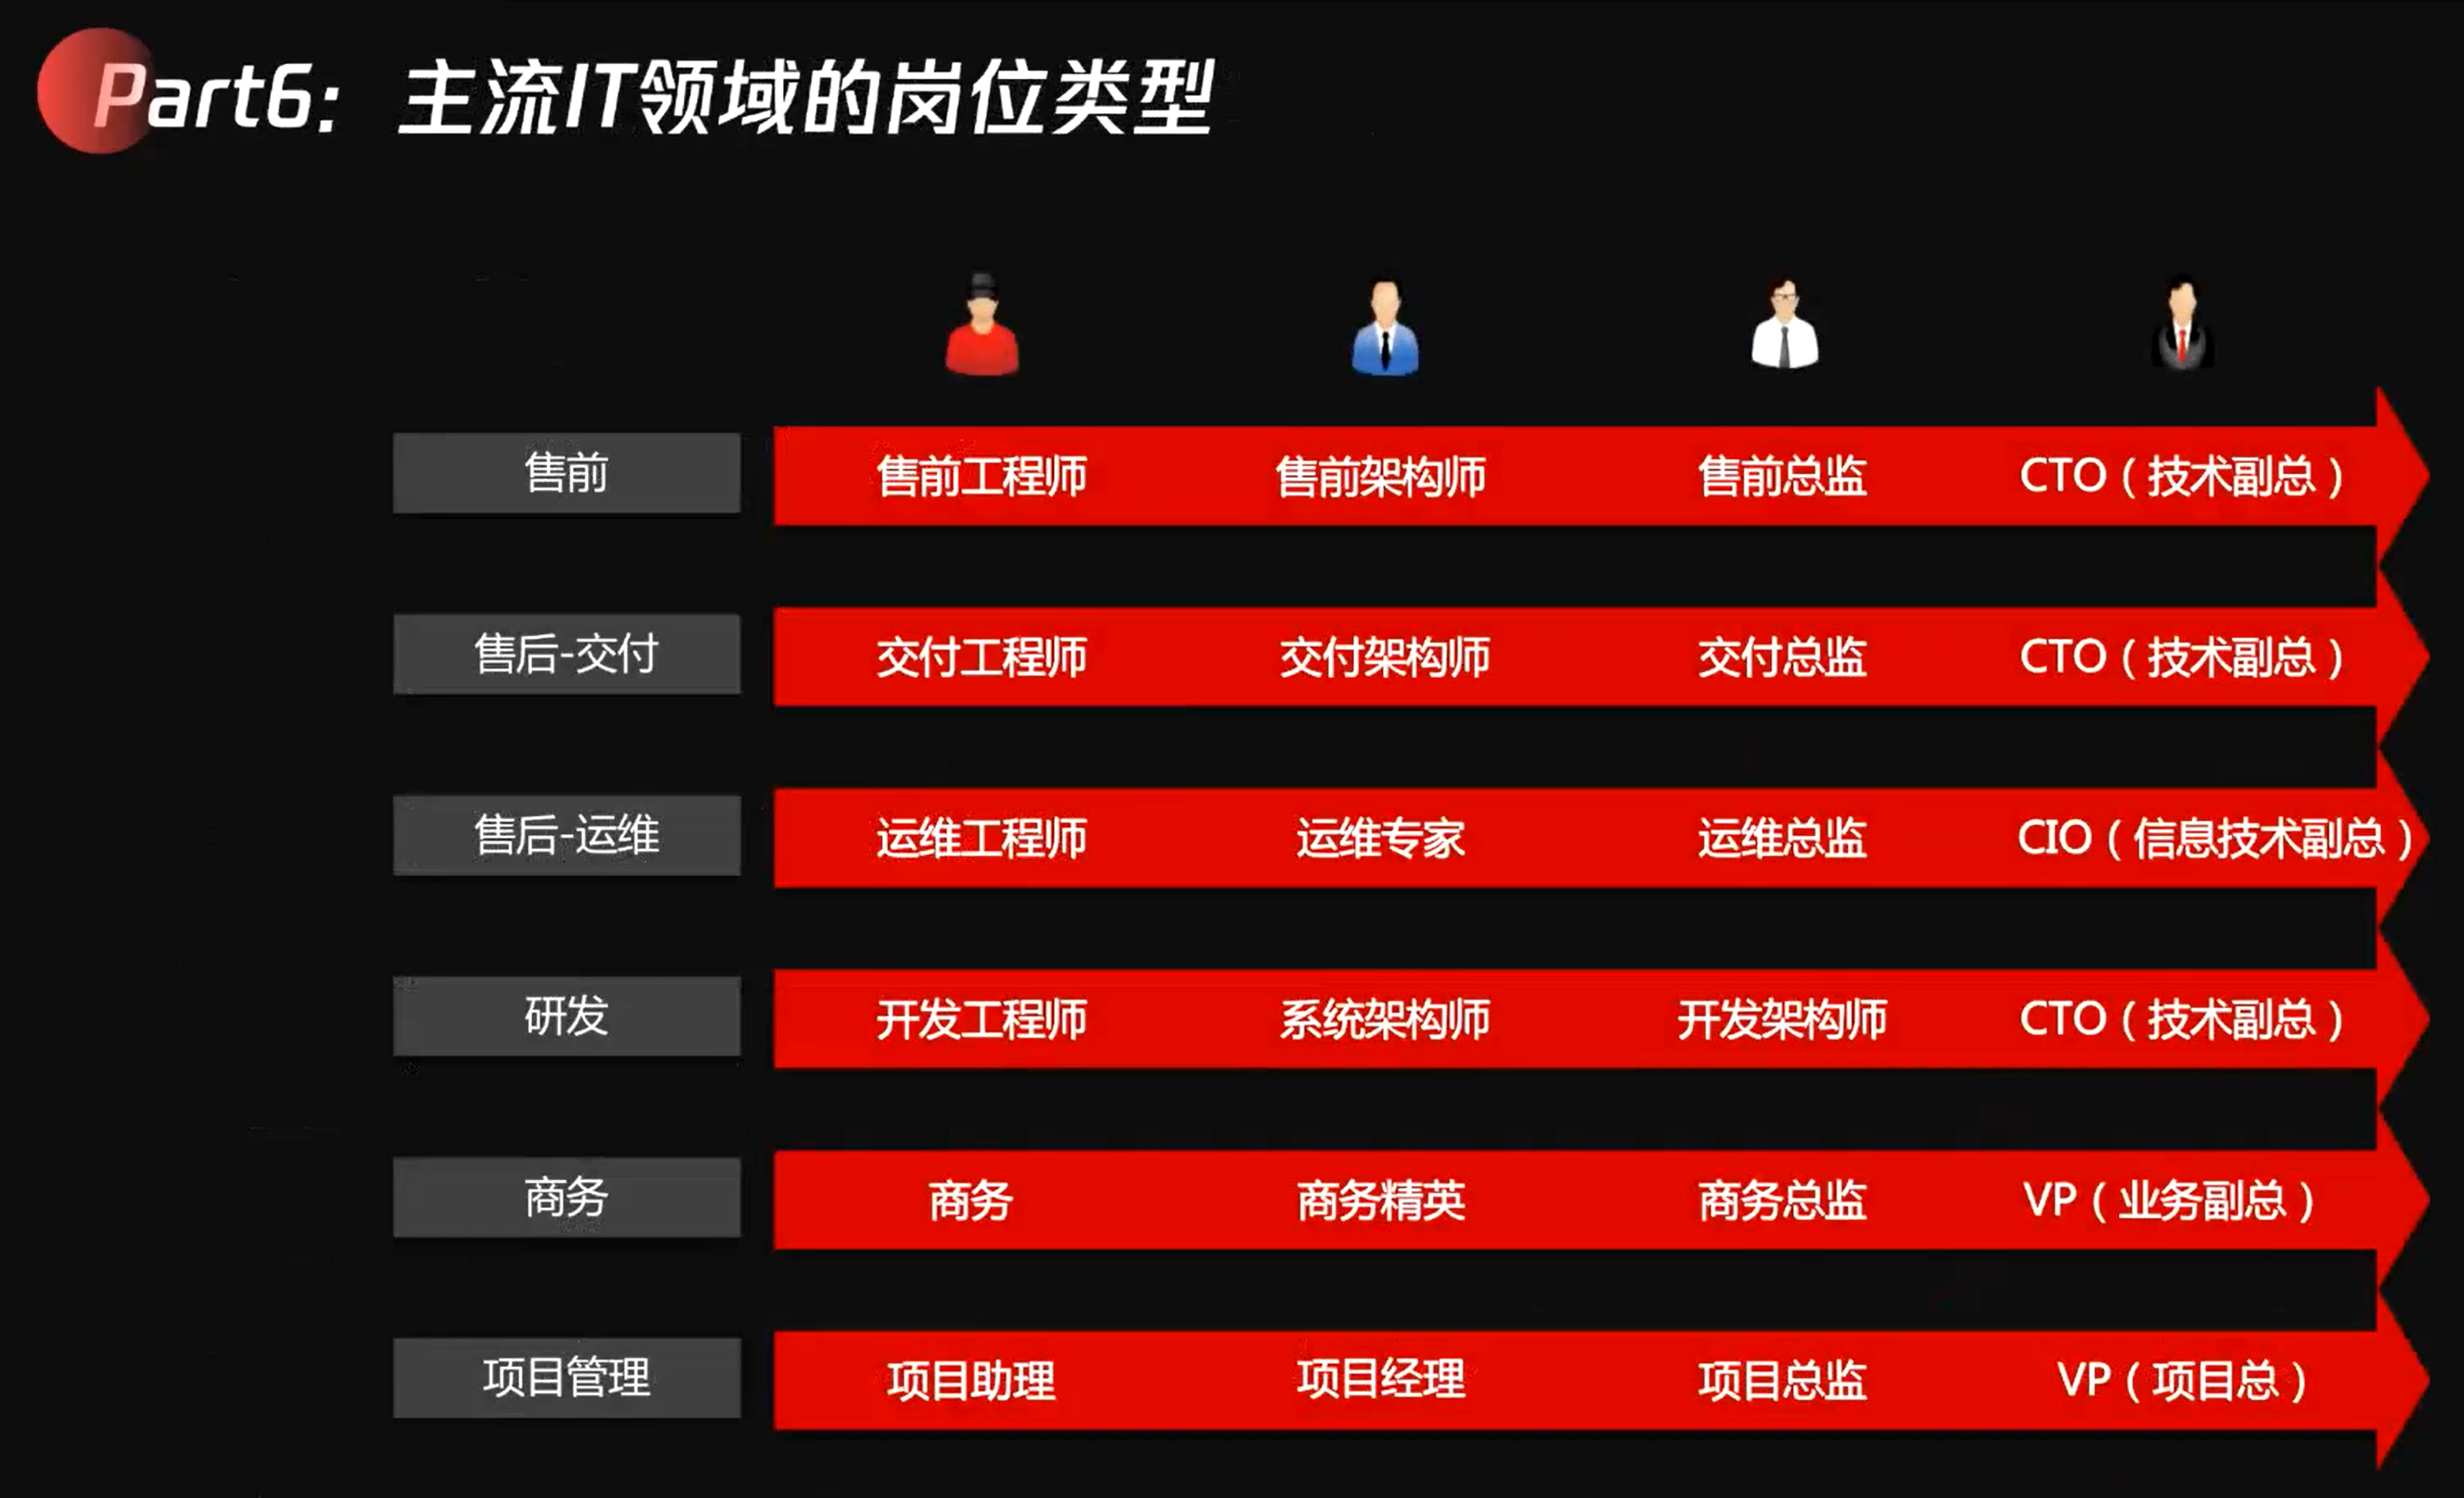 Part6: 主流IT领域的岗位类型
售前 售前工程师 售前架构师 售前总监 CTO（技术副总）
售后-交付 交付工程师 交付架构师 交付总监 CTO（技术副总）
售后-运维 运维工程师 运维专家 运维总监 CIO（信息技术副总）
研发 开发工程师 系统架构师 开发架构师 CTO（技术副总）
商务 商务 商务精英 商务总监 VP（业务副总）
项目管理 项目助理 项目经理 项目总监 VP（项目总）